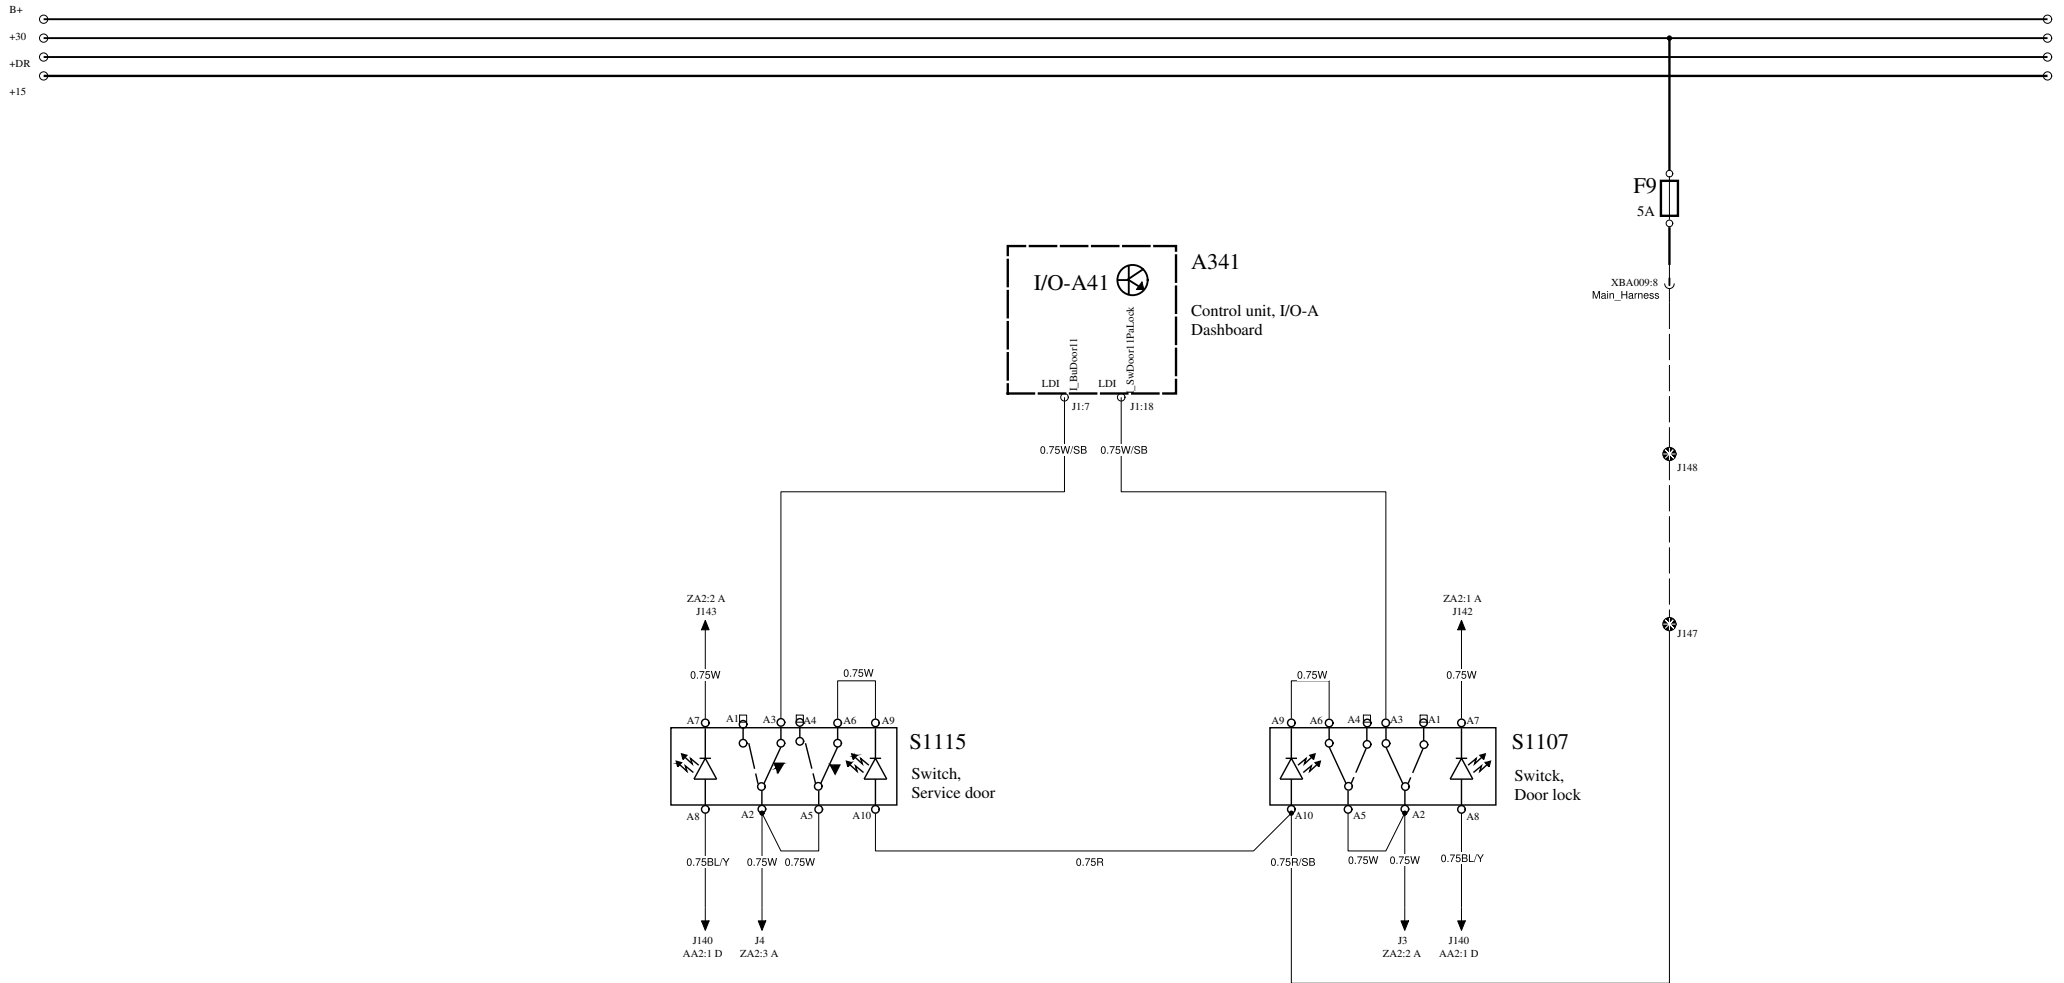 B+
+30
+DR
+15
F9
5A
XBA009:8
Main_Harness
I/O-A41
A341
Control unit, I/O-A
Dashboard
I_BuDoor11
I_SwDoor11PaLock
LDI
LDI
J1:7
J1:18
0.75W/SB
0.75W/SB
J148
J147
ZA2:2 A
J143
0.75W
0.75W
A7
A1
A3
A4
A6
A9
S1115
Switch,
Service door
A8
A2
A5
A10
0.75BL/Y
0.75W
0.75W
J140
AA2:1 D
J4
ZA2:3 A
0.75R
ZA2:1 A
J142
0.75W
0.75W
A9
A6
A4
A3
A1
A7
S1107
Switck,
Door lock
A10
A5
A2
A8
0.75R/SB
0.75W
0.75W
0.75BL/Y
J3
ZA2:2 A
J140
AA2:1 D